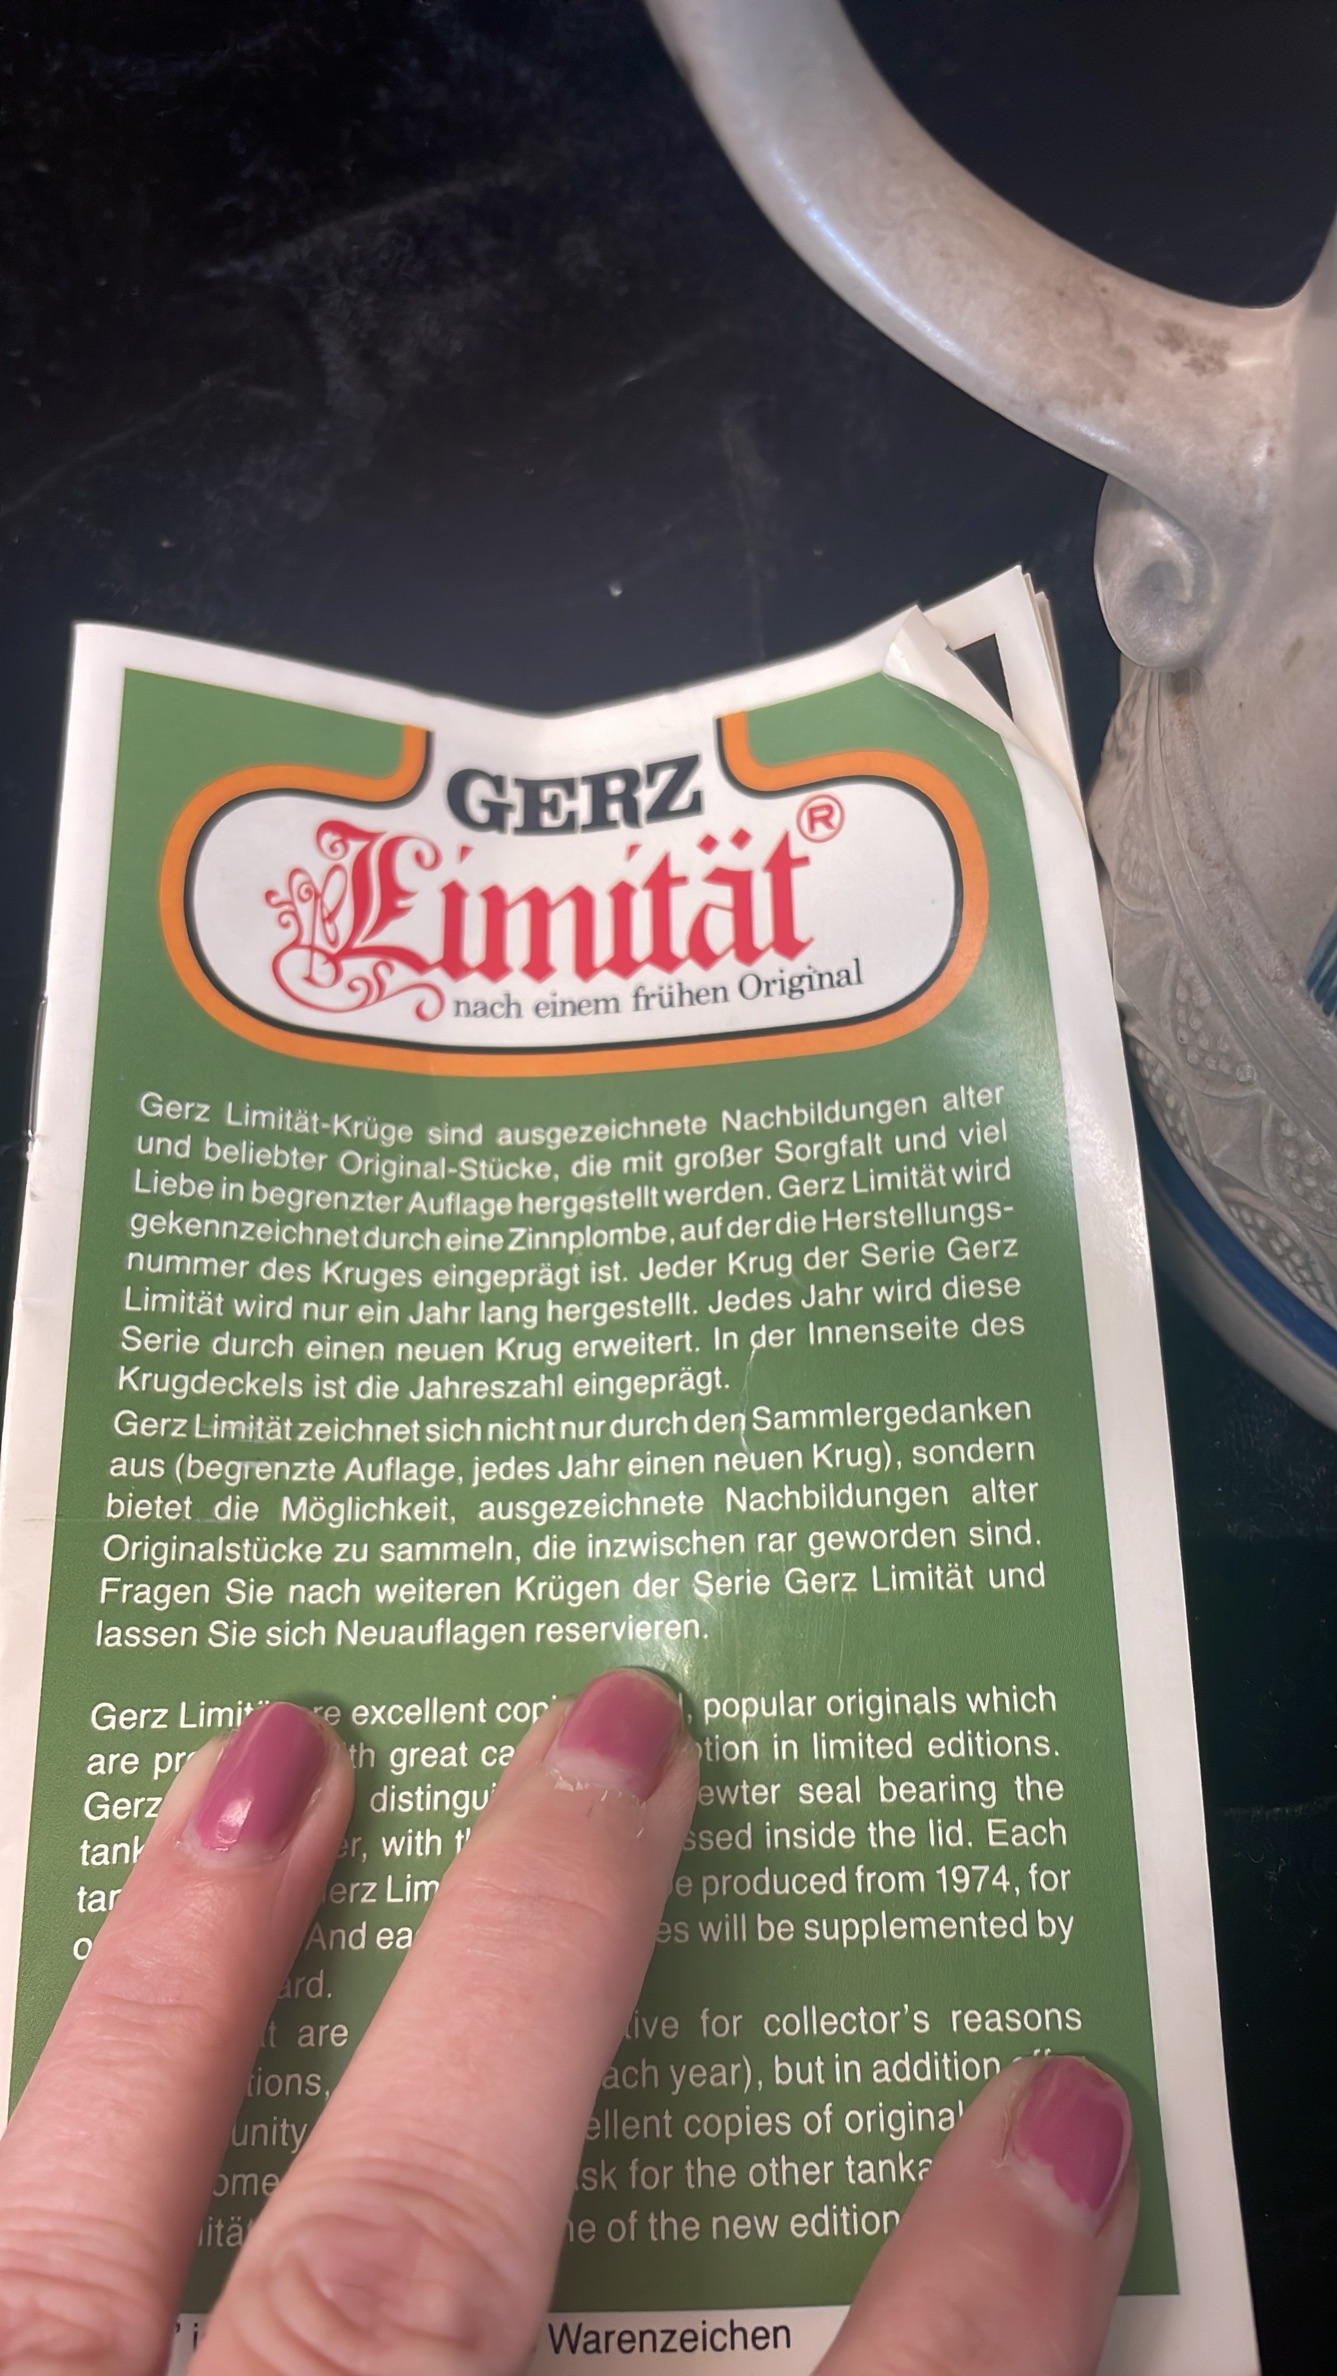 GERZ
Limität®
nach einem frühen Original
Gerz Limität-Krüge sind ausgezeichnete Nachbildungen alter
und beliebter Original-Stücke, die mit großer Sorgfalt und viel
Liebe in begrenzter Auflage hergestellt werden. Gerz Limität wird
gekennzeichnet durch eine Zinnplombe, auf der die Herstellungs-
nummer des Kruges eingeprägt ist. Jeder Krug der Serie Gerz
Limität wird nur ein Jahr lang hergestellt. Jedes Jahr wird diese
Serie durch einen neuen Krug erweitert. In der Innenseite des
Krugdeckels ist die Jahreszahl eingeprägt.
Gerz Limität zeichnet sich nicht nur durch den Sammlergedanken
aus (begrenzte Auflage, jedes Jahr einen neuen Krug), sondern
bietet die Möglichkeit, ausgezeichnete Nachbildungen alter
Originalstücke zu sammeln, die inzwischen rar geworden sind.
Fragen Sie nach weiteren Krügen der Serie Gerz Limität und
lassen Sie sich Neuauflagen reservieren.
Gerz excellent popular originals which
are great in limited editions.
Gerz seal bearing the
with inside the lid. Each
produced from 1974, for
And will be supplemented by
are for collector's reasons
year), but in addition
copies of
for the other
of the new edition
Warenzeichen